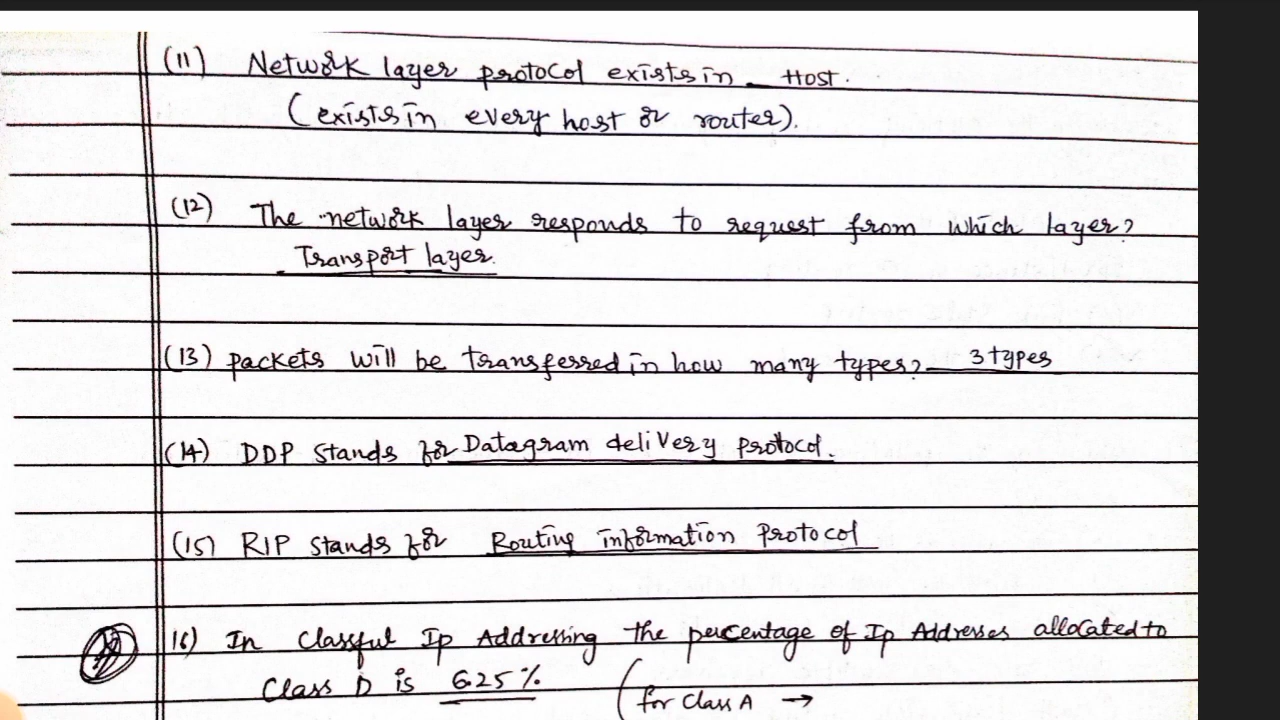 (11) Network layer protocol exists in Host.
(exists in every host or router).
(12) The network layer responds to request from which layer?
Transport layer.
(13) packets will be transferred in how many types? 3 types
(14) DDP stands for Datagram delivery protocol.
(15) RIP stands for Routing information Protocol
16) In Classful Ip Addressing the percentage of Ip Addresses allocated to
Class D is 6.25%
(for Class A →